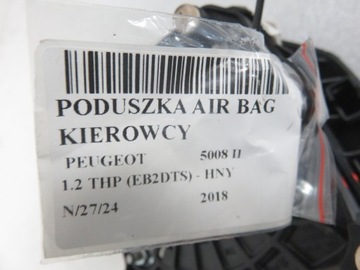 PODUSZKA AIR BAG
KIEROWCY
PEUGEOT 5008 II
1.2 THP (EB2DTS) - HNY
N/27/24 2018